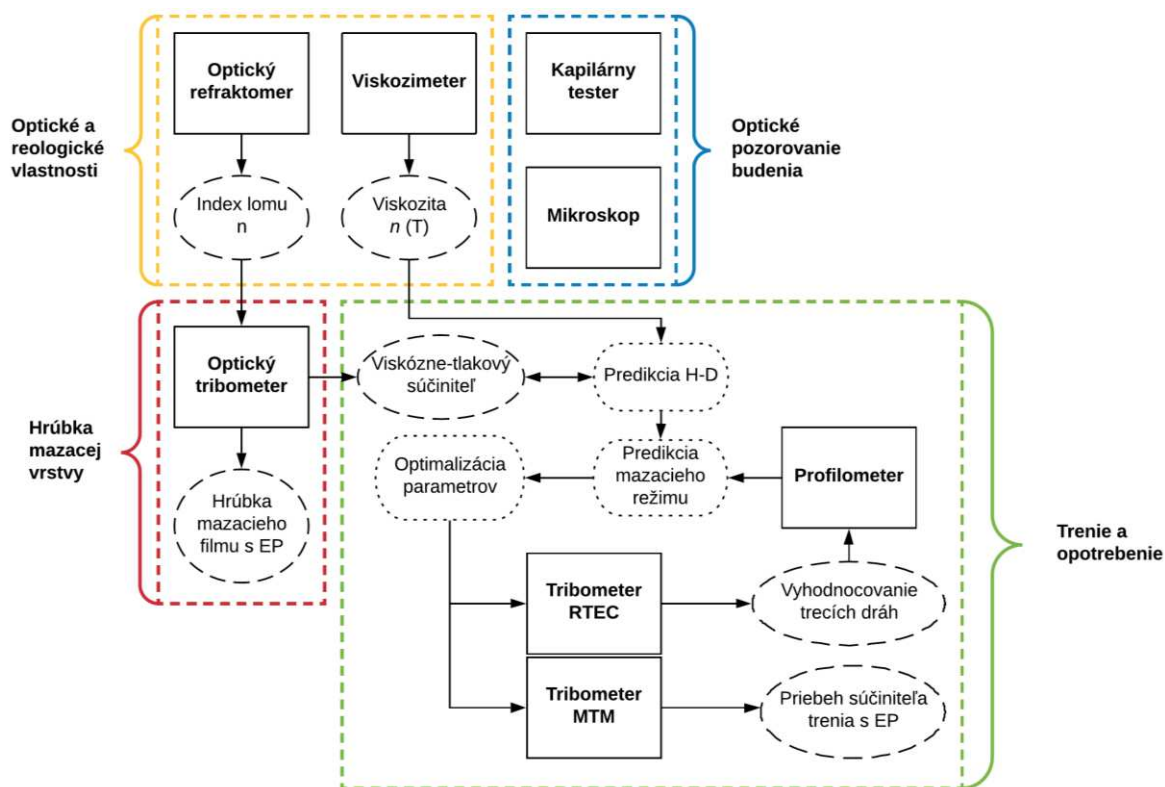 Optický
refraktomer
Viskozimeter
Kapilárny
tester
Optické a
reologické
vlastnosti
Optické
pozorovanie
budenia
Index lomu
n
Viskozita
n (T)
Mikroskop
Optický
tribometer
Viskózne-tlakový
súčiniteľ
Predikcia H-D
Hrúbka
mazacej
vrstvy
Optimalizácia
parametrov
Predikcia
mazacieho
režimu
Profilometer
Hrúbka
mazacieho
filmu s EP
Trenie a
opotrebenie
Tribometer
RTEC
Vyhodnocovanie
trecích dráh
Tribometer
MTM
Priebeh súčiniteľa
trenia s EP